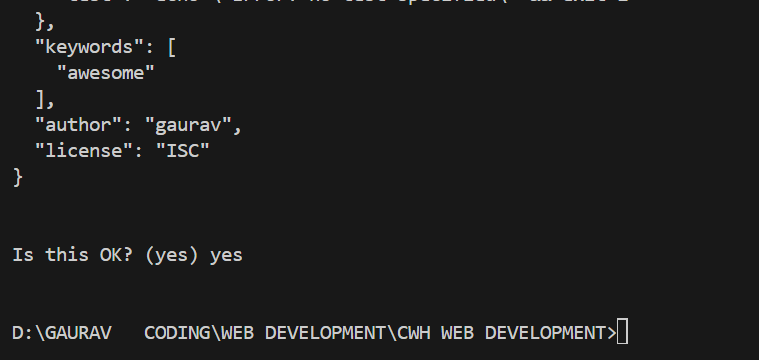 },
"keywords": [
"awesome"
],
"author": "gaurav",
"license": "ISC"
}
Is this OK? (yes) yes
D:\GAURAV   CODING\WEB DEVELOPMENT\CWH WEB DEVELOPMENT>